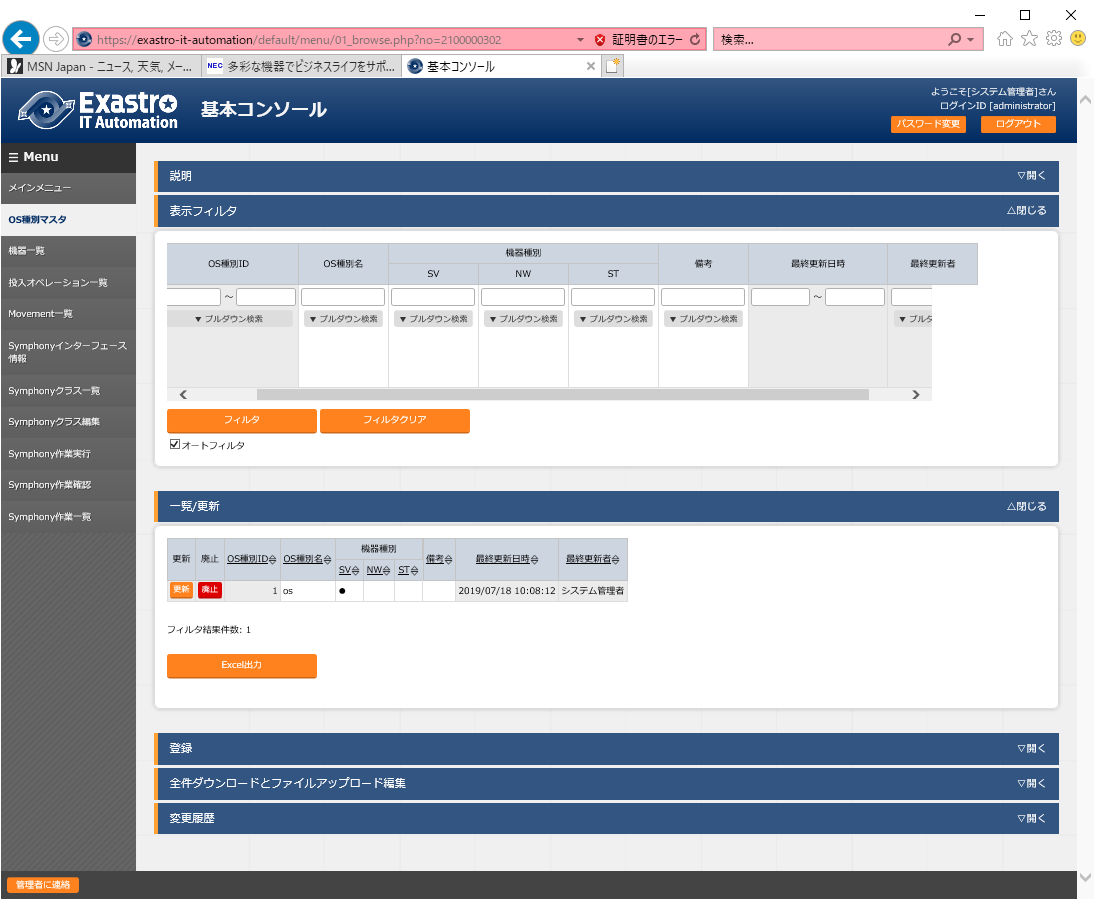 https://exastro-it-automation/default/menu/01_browse.php?no=2100000302
証明書のエラー
検索...
MSN Japan - ニュース, 天気, メー...
NEC 多彩な機器でビジネスライフをサポ...
基本コンソール
Exastro
IT Automation
基本コンソール
ようこそ[システム管理者]さん
ログインID [administrator]
パスワード変更
ログアウト
☰ Menu
メインメニュー
OS種別マスタ
機器一覧
投入オペレーション一覧
Movement一覧
Symphonyインターフェース
情報
Symphonyクラス一覧
Symphonyクラス編集
Symphony作業実行
Symphony作業確認
Symphony作業一覧
説明
▽開く
表示フィルタ
△閉じる
OS種別ID
OS種別名
機器種別
SV
NW
ST
備考
最終更新日時
最終更新者
～
～
▼ プルダウン検索
▼ プルダウン検索
▼ プルダウン検索
▼ プルダウン検索
▼ プルダウン検索
▼ プルダウン検索
▼ プルダ
フィルタ
フィルタクリア
オートフィルタ
一覧/更新
△閉じる
更新
廃止
OS種別ID
OS種別名
機器種別
SV
NW
ST
備考
最終更新日時
最終更新者
更新
廃止
1
os
●
2019/07/18 10:08:12
システム管理者
フィルタ結果件数: 1
Excel出力
登録
▽開く
全件ダウンロードとファイルアップロード編集
▽開く
変更履歴
▽開く
管理者に連絡